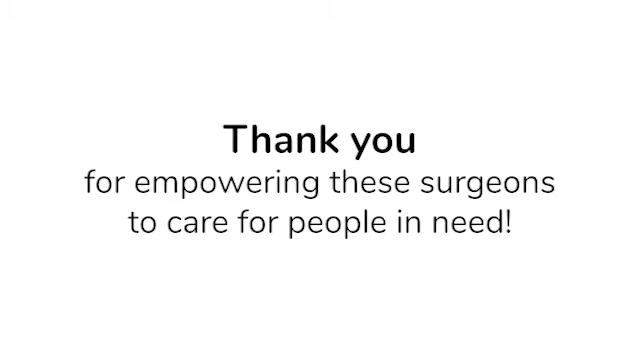 Thank you
for empowering these surgeons
to care for people in need!